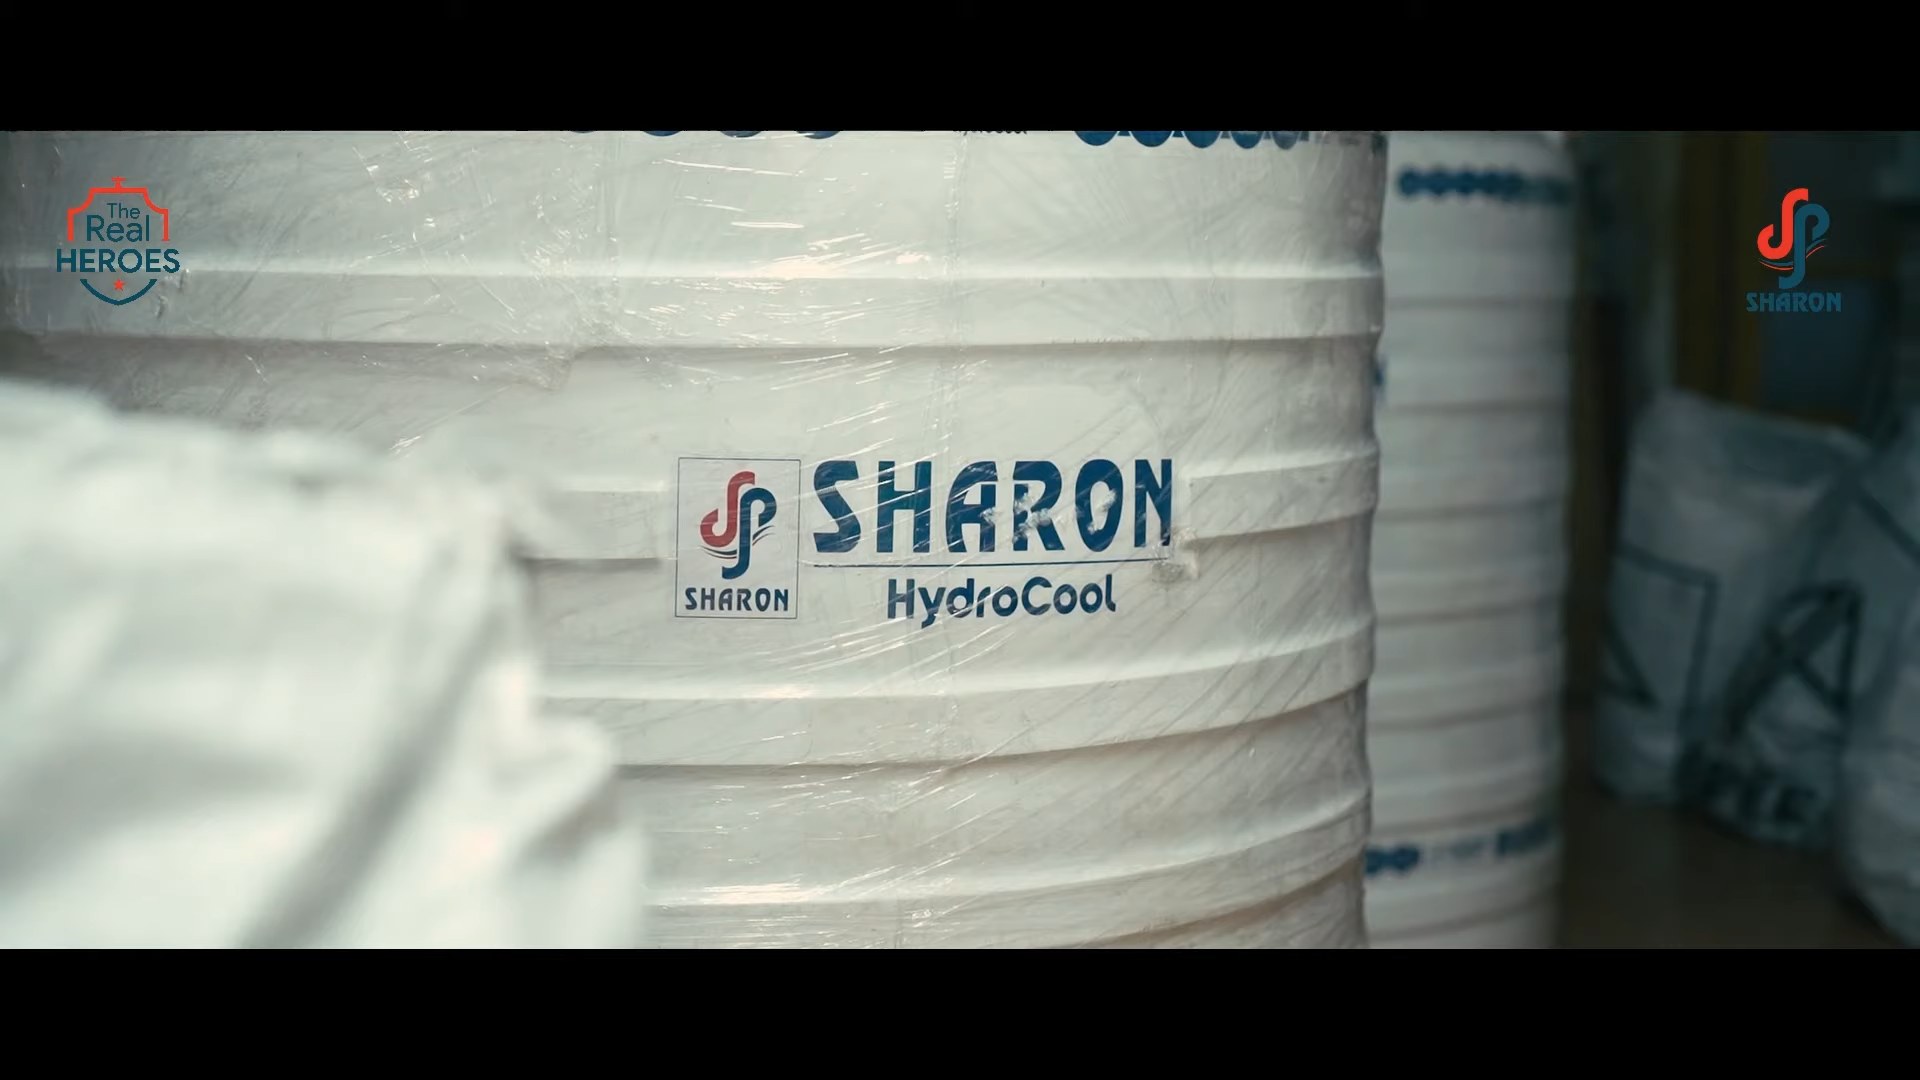 The
Real
HEROES
SHARON
SHARON
HydroCool
SHARON